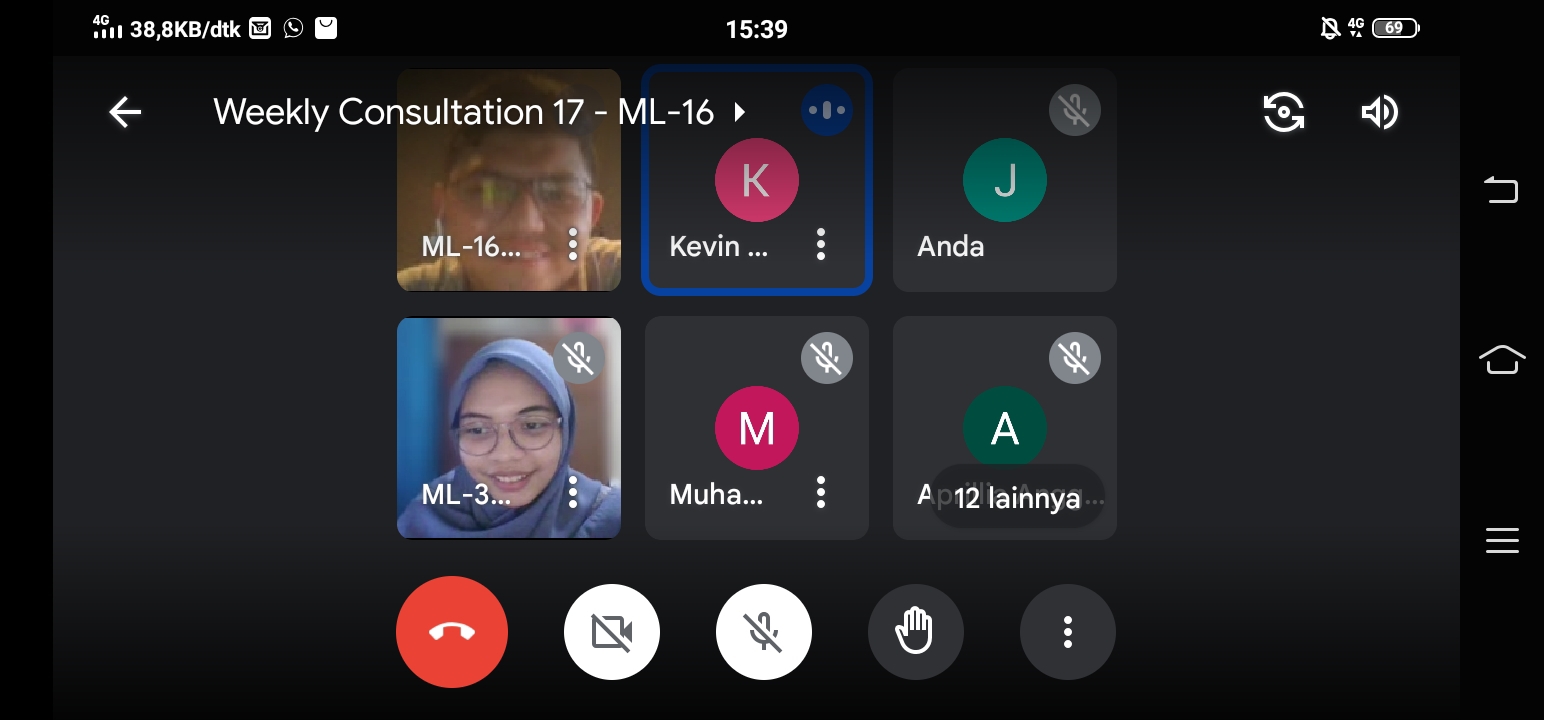 4G 38,8KB/dtk 15:39 4G 69
Weekly Consultation 17 - ML-16
K J
ML-16... Kevin ... Anda
M A
ML-3... Muha... 12 lainnya